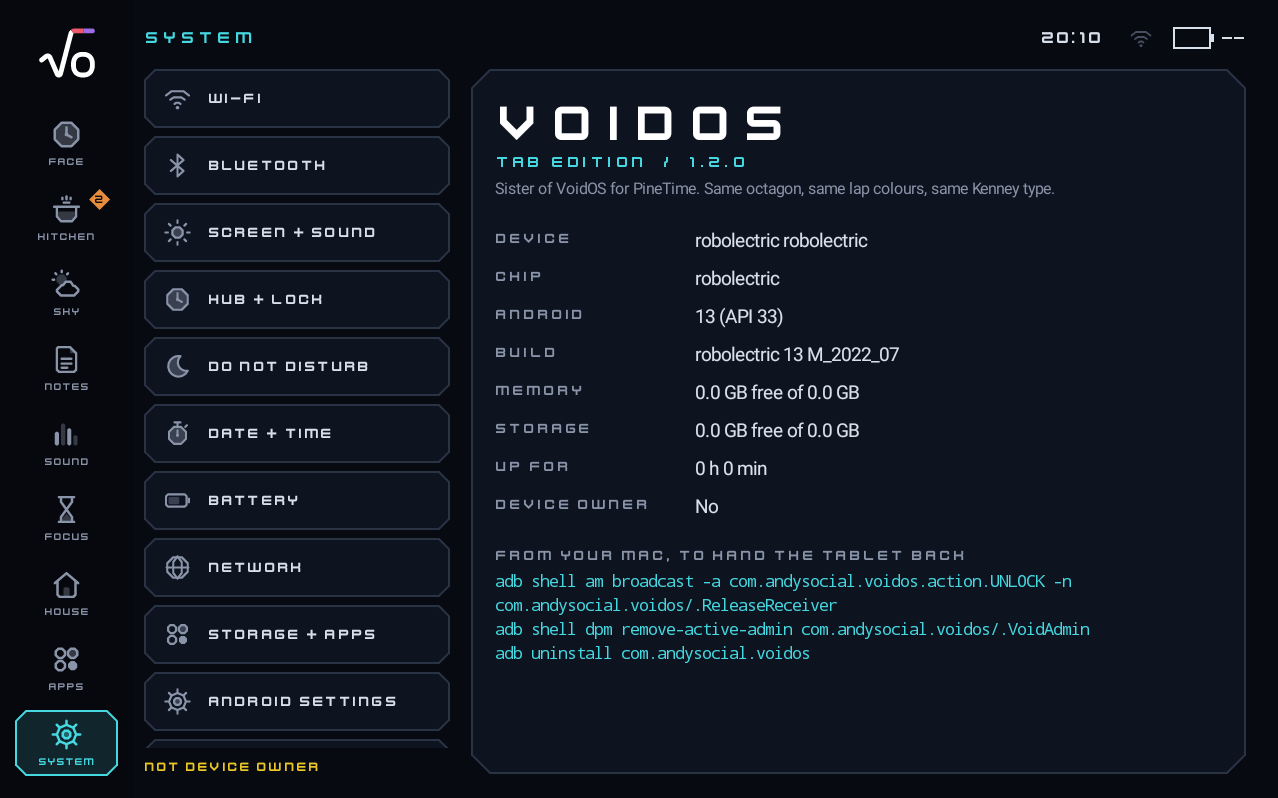 √o
FACE
2
KITCHEN
SKY
NOTES
SOUND
FOCUS
HOUSE
APPS
SYSTEM
SYSTEM
20:10
--
WI-FI
BLUETOOTH
SCREEN + SOUND
HUB + LOCK
DO NOT DISTURB
DATE + TIME
BATTERY
NETWORK
STORAGE + APPS
ANDROID SETTINGS
NOT DEVICE OWNER
VOIDOS
TAB EDITION / 1.2.0
Sister of VoidOS for PineTime. Same octagon, same lap colours, same Kenney type.
DEVICE robolectric robolectric
CHIP robolectric
ANDROID 13 (API 33)
BUILD robolectric 13 M_2022_07
MEMORY 0.0 GB free of 0.0 GB
STORAGE 0.0 GB free of 0.0 GB
UP FOR 0 h 0 min
DEVICE OWNER No
FROM YOUR MAC, TO HAND THE TABLET BACK
adb shell am broadcast -a com.andysocial.voidos.action.UNLOCK -n
com.andysocial.voidos/.ReleaseReceiver
adb shell dpm remove-active-admin com.andysocial.voidos/.VoidAdmin
adb uninstall com.andysocial.voidos